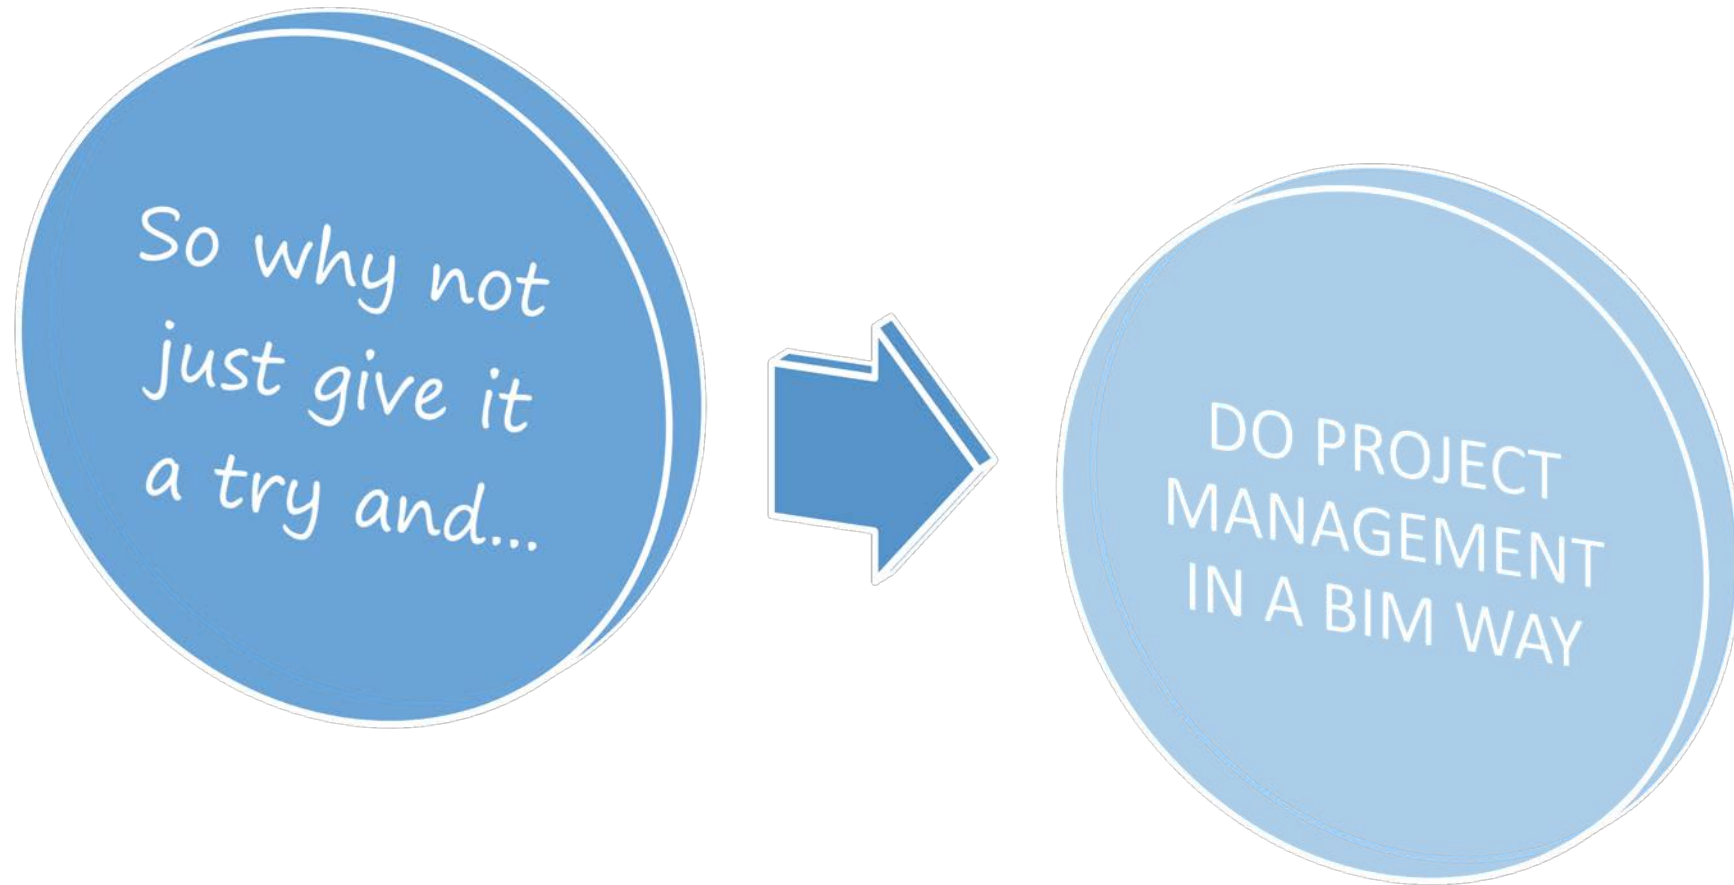 So why not
just give it
a try and...
DO PROJECT
MANAGEMENT
IN A BIM WAY